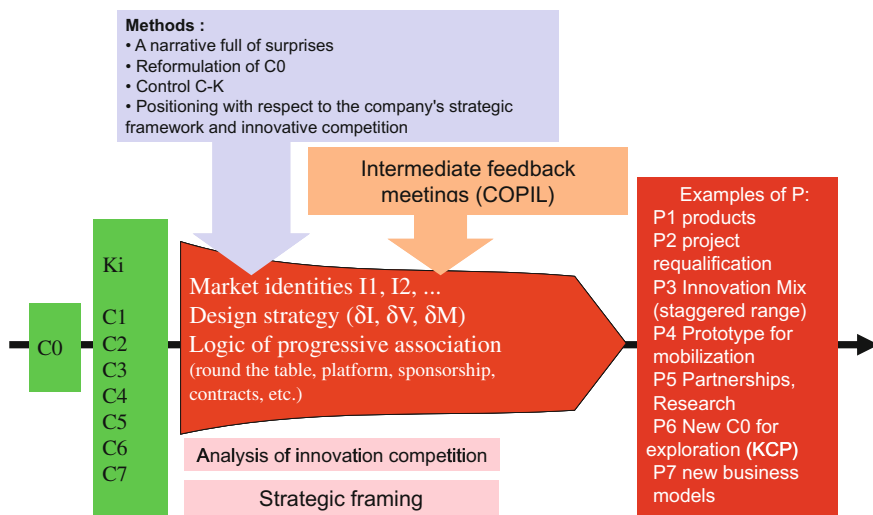 Methods :
• A narrative full of surprises
• Reformulation of C0
• Control C-K
• Positioning with respect to the company's strategic
framework and innovative competition
Intermediate feedback
meetings (COPIL)
C0
Ki
C1
C2
C3
C4
C5
C6
C7
Market identities I1, I2, ...
Design strategy (δI, δV, δM)
Logic of progressive association
(round the table, platform, sponsorship,
contracts, etc.)
Analysis of innovation competition
Strategic framing
Examples of P:
P1 products
P2 project
requalification
P3 Innovation Mix
(staggered range)
P4 Prototype for
mobilization
P5 Partnerships,
Research
P6 New C0 for
exploration (KCP)
P7 new business
models